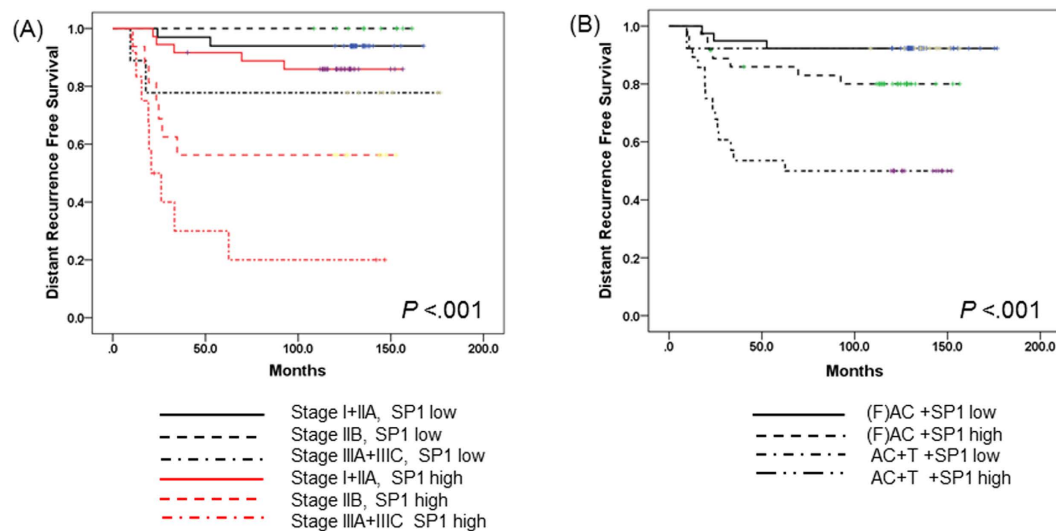 (A)
Distant Recurrence Free Survival
1.0
0.8
0.6
0.4
0.2
0.0
P <.001
.0 50.0 100.0 150.0 200.0
Months
Stage I+IIA, SP1 low
Stage IIB, SP1 low
Stage IIIA+IIIC, SP1 low
Stage I+IIA, SP1 high
Stage IIB, SP1 high
Stage IIIA+IIIC SP1 high
(B)
Distant Recurrence Free Survival
1.0
0.8
0.6
0.4
0.2
0.0
P <.001
.0 50.0 100.0 150.0 200.0
Months
(F)AC +SP1 low
(F)AC +SP1 high
AC+T +SP1 low
AC+T +SP1 high